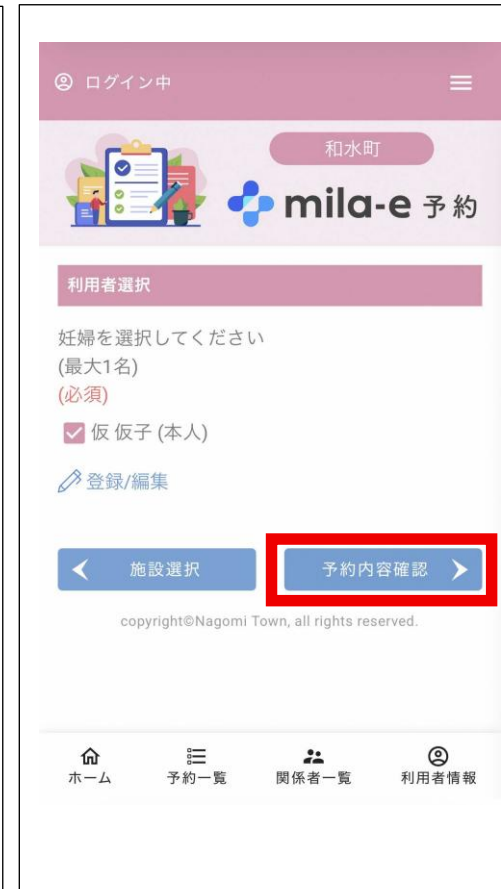 ログイン中
和水町
mila-e 予約
利用者選択
妊婦を選択してください
(最大1名)
(必須)
仮 仮子 (本人)
登録/編集
施設選択
予約内容確認
copyright©Nagomi Town, all rights reserved.
ホーム
予約一覧
関係者一覧
利用者情報